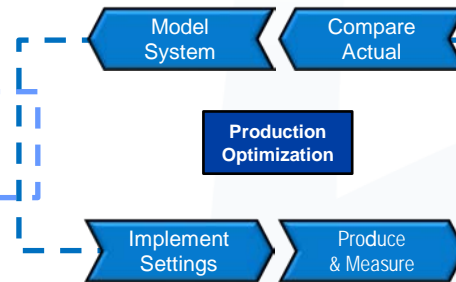 Model
System
Compare
Actual
Production
Optimization
Implement
Settings
Produce
& Measure